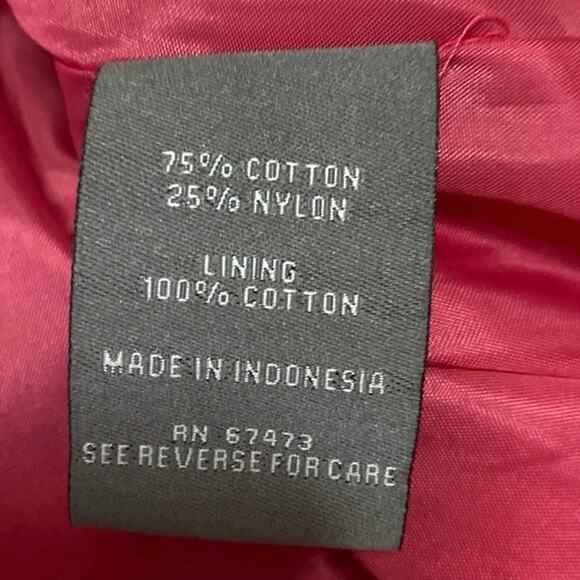 75% COTTON
25% NYLON
LINING
100% COTTON
MADE IN INDONESIA
RN 67473
SEE REVERSE FOR CARE